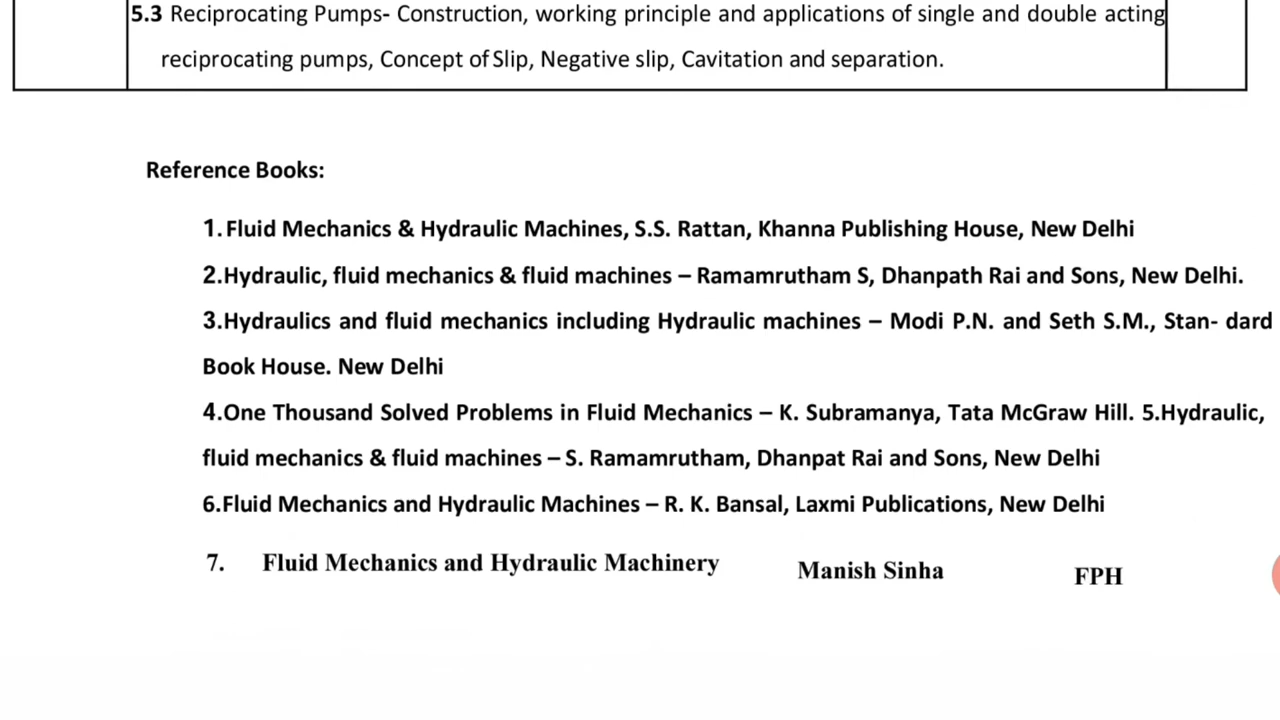 5.3 Reciprocating Pumps- Construction, working principle and applications of single and double acting
reciprocating pumps, Concept of Slip, Negative slip, Cavitation and separation.
Reference Books:
1.Fluid Mechanics & Hydraulic Machines, S.S. Rattan, Khanna Publishing House, New Delhi
2.Hydraulic, fluid mechanics & fluid machines – Ramamrutham S, Dhanpath Rai and Sons, New Delhi.
3.Hydraulics and fluid mechanics including Hydraulic machines – Modi P.N. and Seth S.M., Stan- dard
Book House. New Delhi
4.One Thousand Solved Problems in Fluid Mechanics – K. Subramanya, Tata McGraw Hill. 5.Hydraulic,
fluid mechanics & fluid machines – S. Ramamrutham, Dhanpat Rai and Sons, New Delhi
6.Fluid Mechanics and Hydraulic Machines – R. K. Bansal, Laxmi Publications, New Delhi
7. Fluid Mechanics and Hydraulic Machinery Manish Sinha FPH